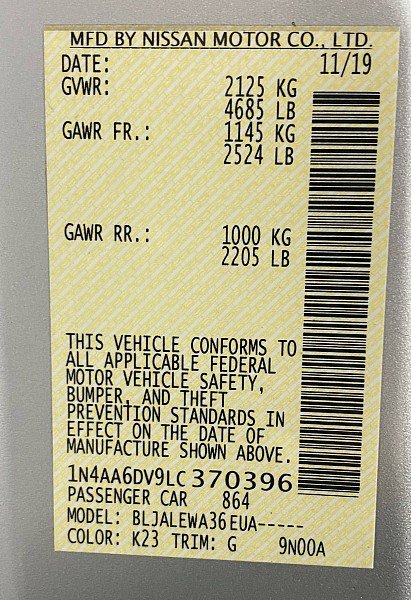 MFD BY NISSAN MOTOR CO., LTD.
DATE: 11/19
GVWR: 2125 KG
4685 LB
GAWR FR.: 1145 KG
2524 LB
GAWR RR.: 1000 KG
2205 LB
THIS VEHICLE CONFORMS TO
ALL APPLICABLE FEDERAL
MOTOR VEHICLE SAFETY,
BUMPER, AND THEFT
PREVENTION STANDARDS IN
EFFECT ON THE DATE OF
MANUFACTURE SHOWN ABOVE.
1N4AA6DV9LC370396
PASSENGER CAR 864
MODEL: BLJALEWA36EUA-----
COLOR: K23 TRIM: G 9N00A